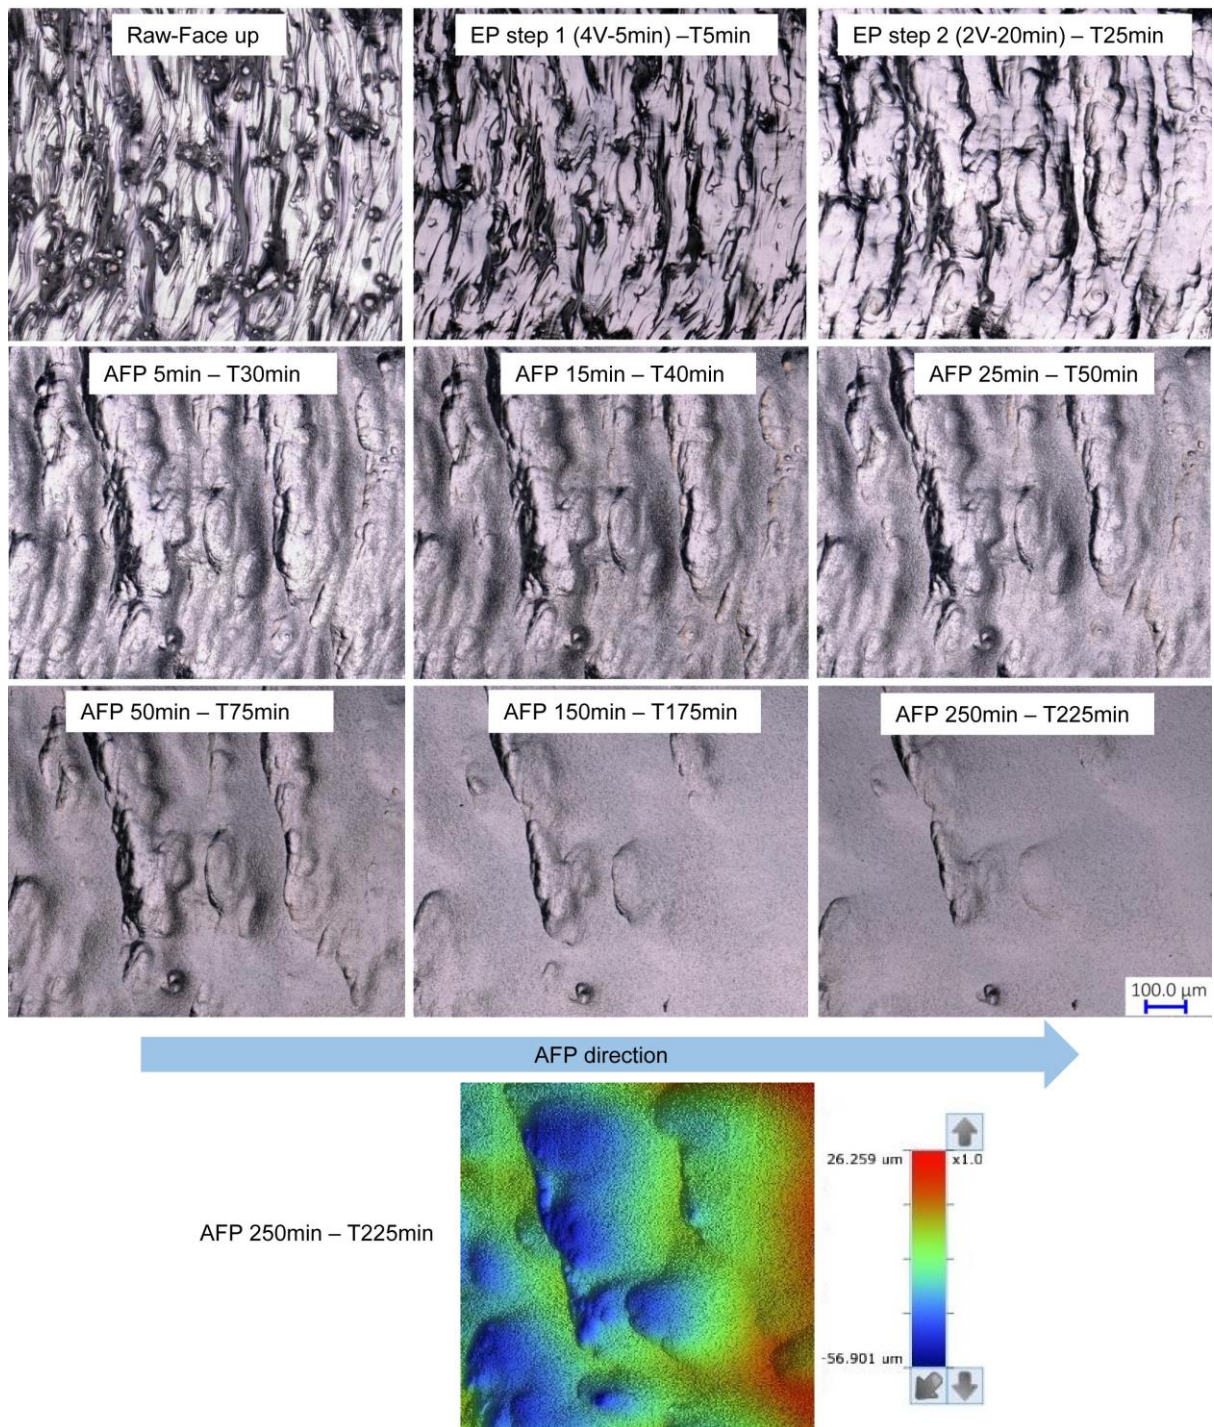 Raw-Face up
EP step 1 (4V-5min) –T5min
EP step 2 (2V-20min) – T25min
AFP 5min – T30min
AFP 15min – T40min
AFP 25min – T50min
AFP 50min – T75min
AFP 150min – T175min
AFP 250min – T225min
100.0 µm
AFP direction
AFP 250min – T225min
26.259 um
x1.0
-56.901 um